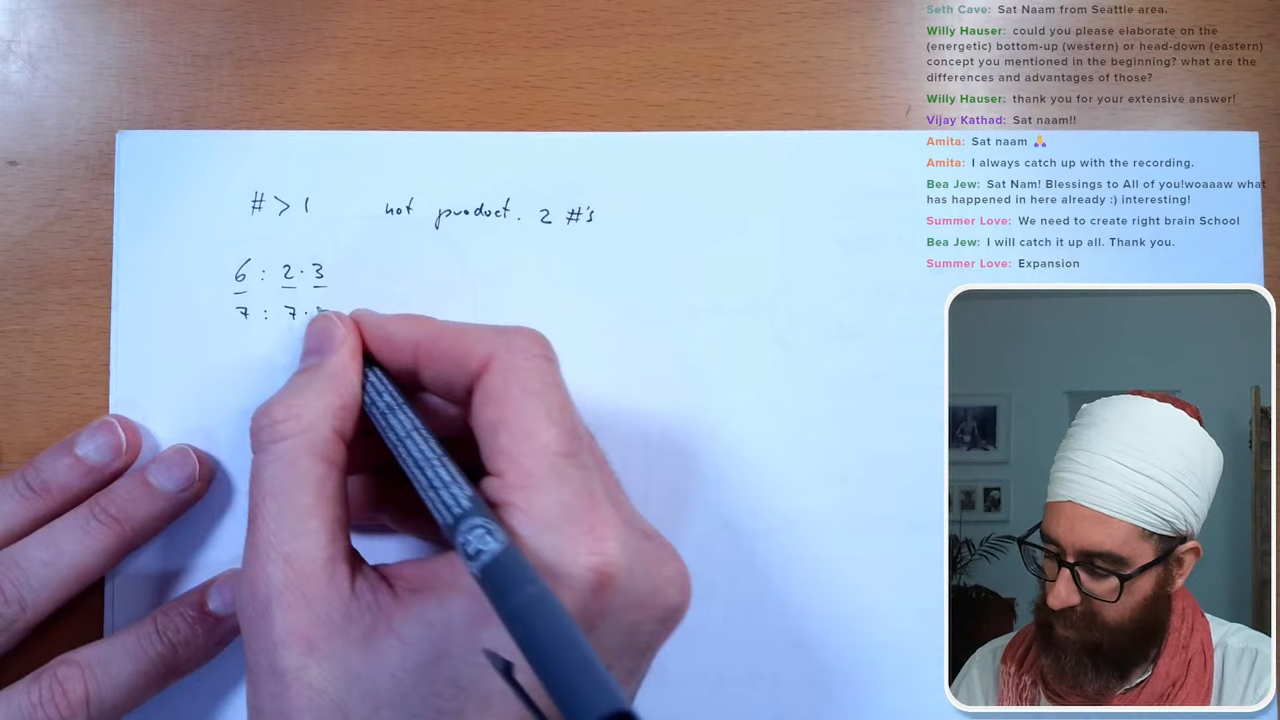 Seth Cave: Sat Naam from Seattle area.
Willy Hauser: could you please elaborate on the
(energetic) bottom-up (western) or head-down (eastern)
concept you mentioned in the beginning? what are the
differences and advantages of those?
Willy Hauser: thank you for your extensive answer!
Vijay Kathad: Sat naam!!
Amita: Sat naam 🙏
Amita: I always catch up with the recording.
Bea Jew: Sat Nam! Blessings to All of you!woaaaw what
has happened in here already :) interesting!
Summer Love: We need to create right brain School
Bea Jew: I will catch it up all. Thank you.
Summer Love: Expansion
# > 1 not product. 2 #'s
6 : 2 · 3
7 : 7 ·